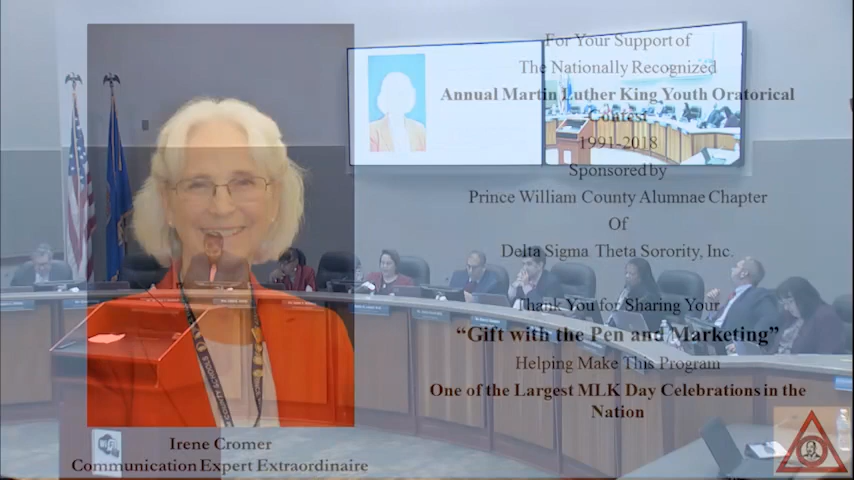 For Your Support of
The Nationally Recognized
Annual Martin Luther King Youth Oratorical
Contest
1991-2018
Sponsored by
Prince William County Alumnae Chapter
Of
Delta Sigma Theta Sorority, Inc.
Thank You for Sharing Your
“Gift with the Pen and Marketing”
Helping Make This Program
One of the Largest MLK Day Celebrations in the
Nation
Irene Cromer
Communication Expert Extraordinaire